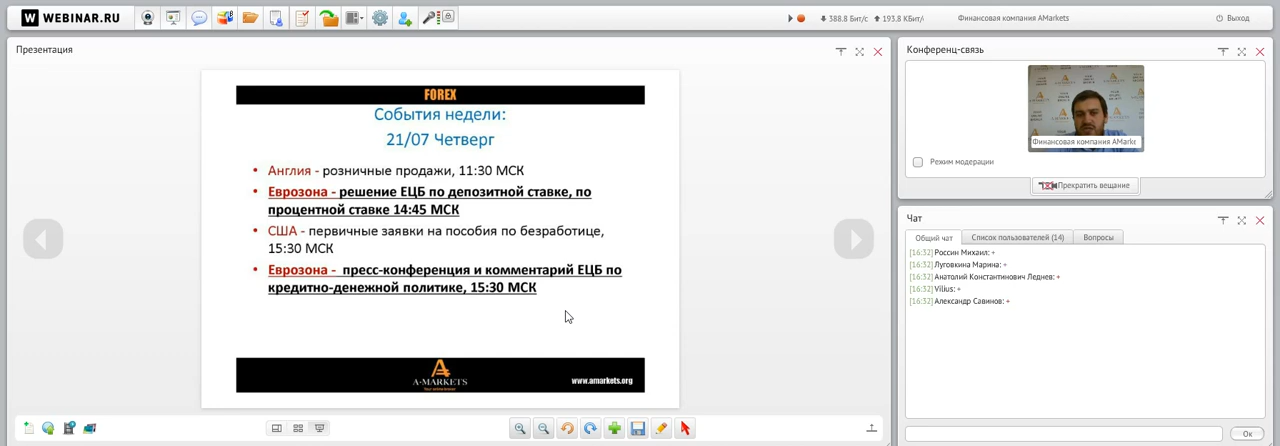 W WEBINAR.RU
388.8 Бит/с 193.8 КБит/с
Финансовая компания AMarkets
Выход
Презентация
FOREX
События недели:
21/07 Четверг
• Англия - розничные продажи, 11:30 МСК
• Еврозона - решение ЕЦБ по депозитной ставке, по
процентной ставке 14:45 МСК
• США - первичные заявки на пособия по безработице,
15:30 МСК
• Еврозона - пресс-конференция и комментарий ЕЦБ по
кредитно-денежной политике, 15:30 МСК
A-MARKETS
www.amarkets.org
Конференц-связь
Финансовая компания AMarke
Режим модерации
Прекратить вещание
Чат
Общий чат
Список пользователей (14)
Вопросы
[16:32] Россин Михаил: +
[16:32] Луговкина Марина: +
[16:32] Анатолий Константинович Леднев: +
[16:32] Vilius: +
[16:32] Александр Савинов: +
Ок